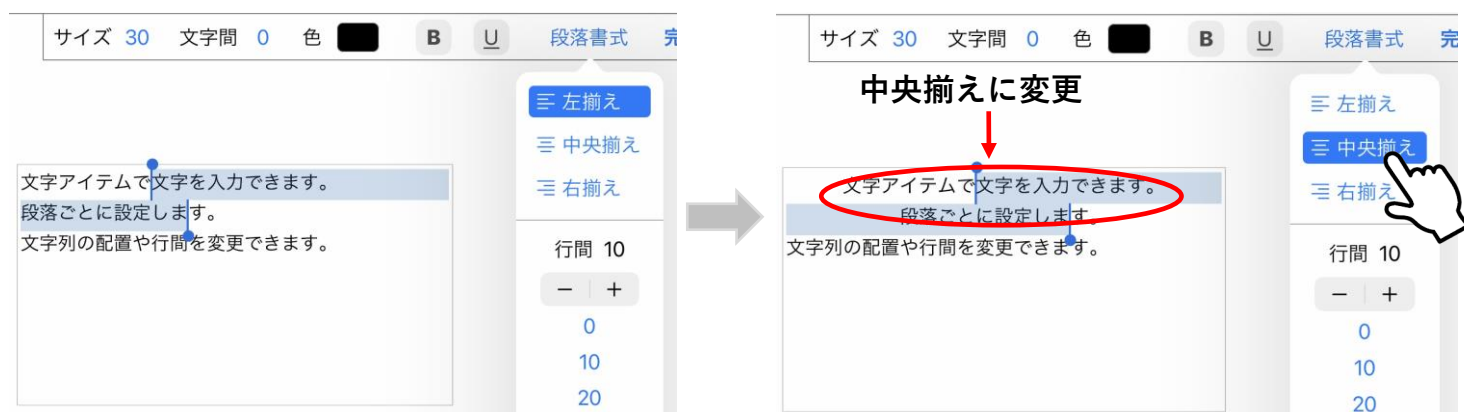 サイズ 30 文字間 0 色 B U 段落書式
左揃え
中央揃え
右揃え
文字アイテムで文字を入力できます。
段落ごとに設定します。
文字列の配置や行間を変更できます。
行間 10
− +
0
10
20
サイズ 30 文字間 0 色 B U 段落書式 完
中央揃えに変更
左揃え
中央揃え
右揃え
文字アイテムで文字を入力できます。
段落ごとに設定します。
文字列の配置や行間を変更できます。
行間 10
− +
0
10
20